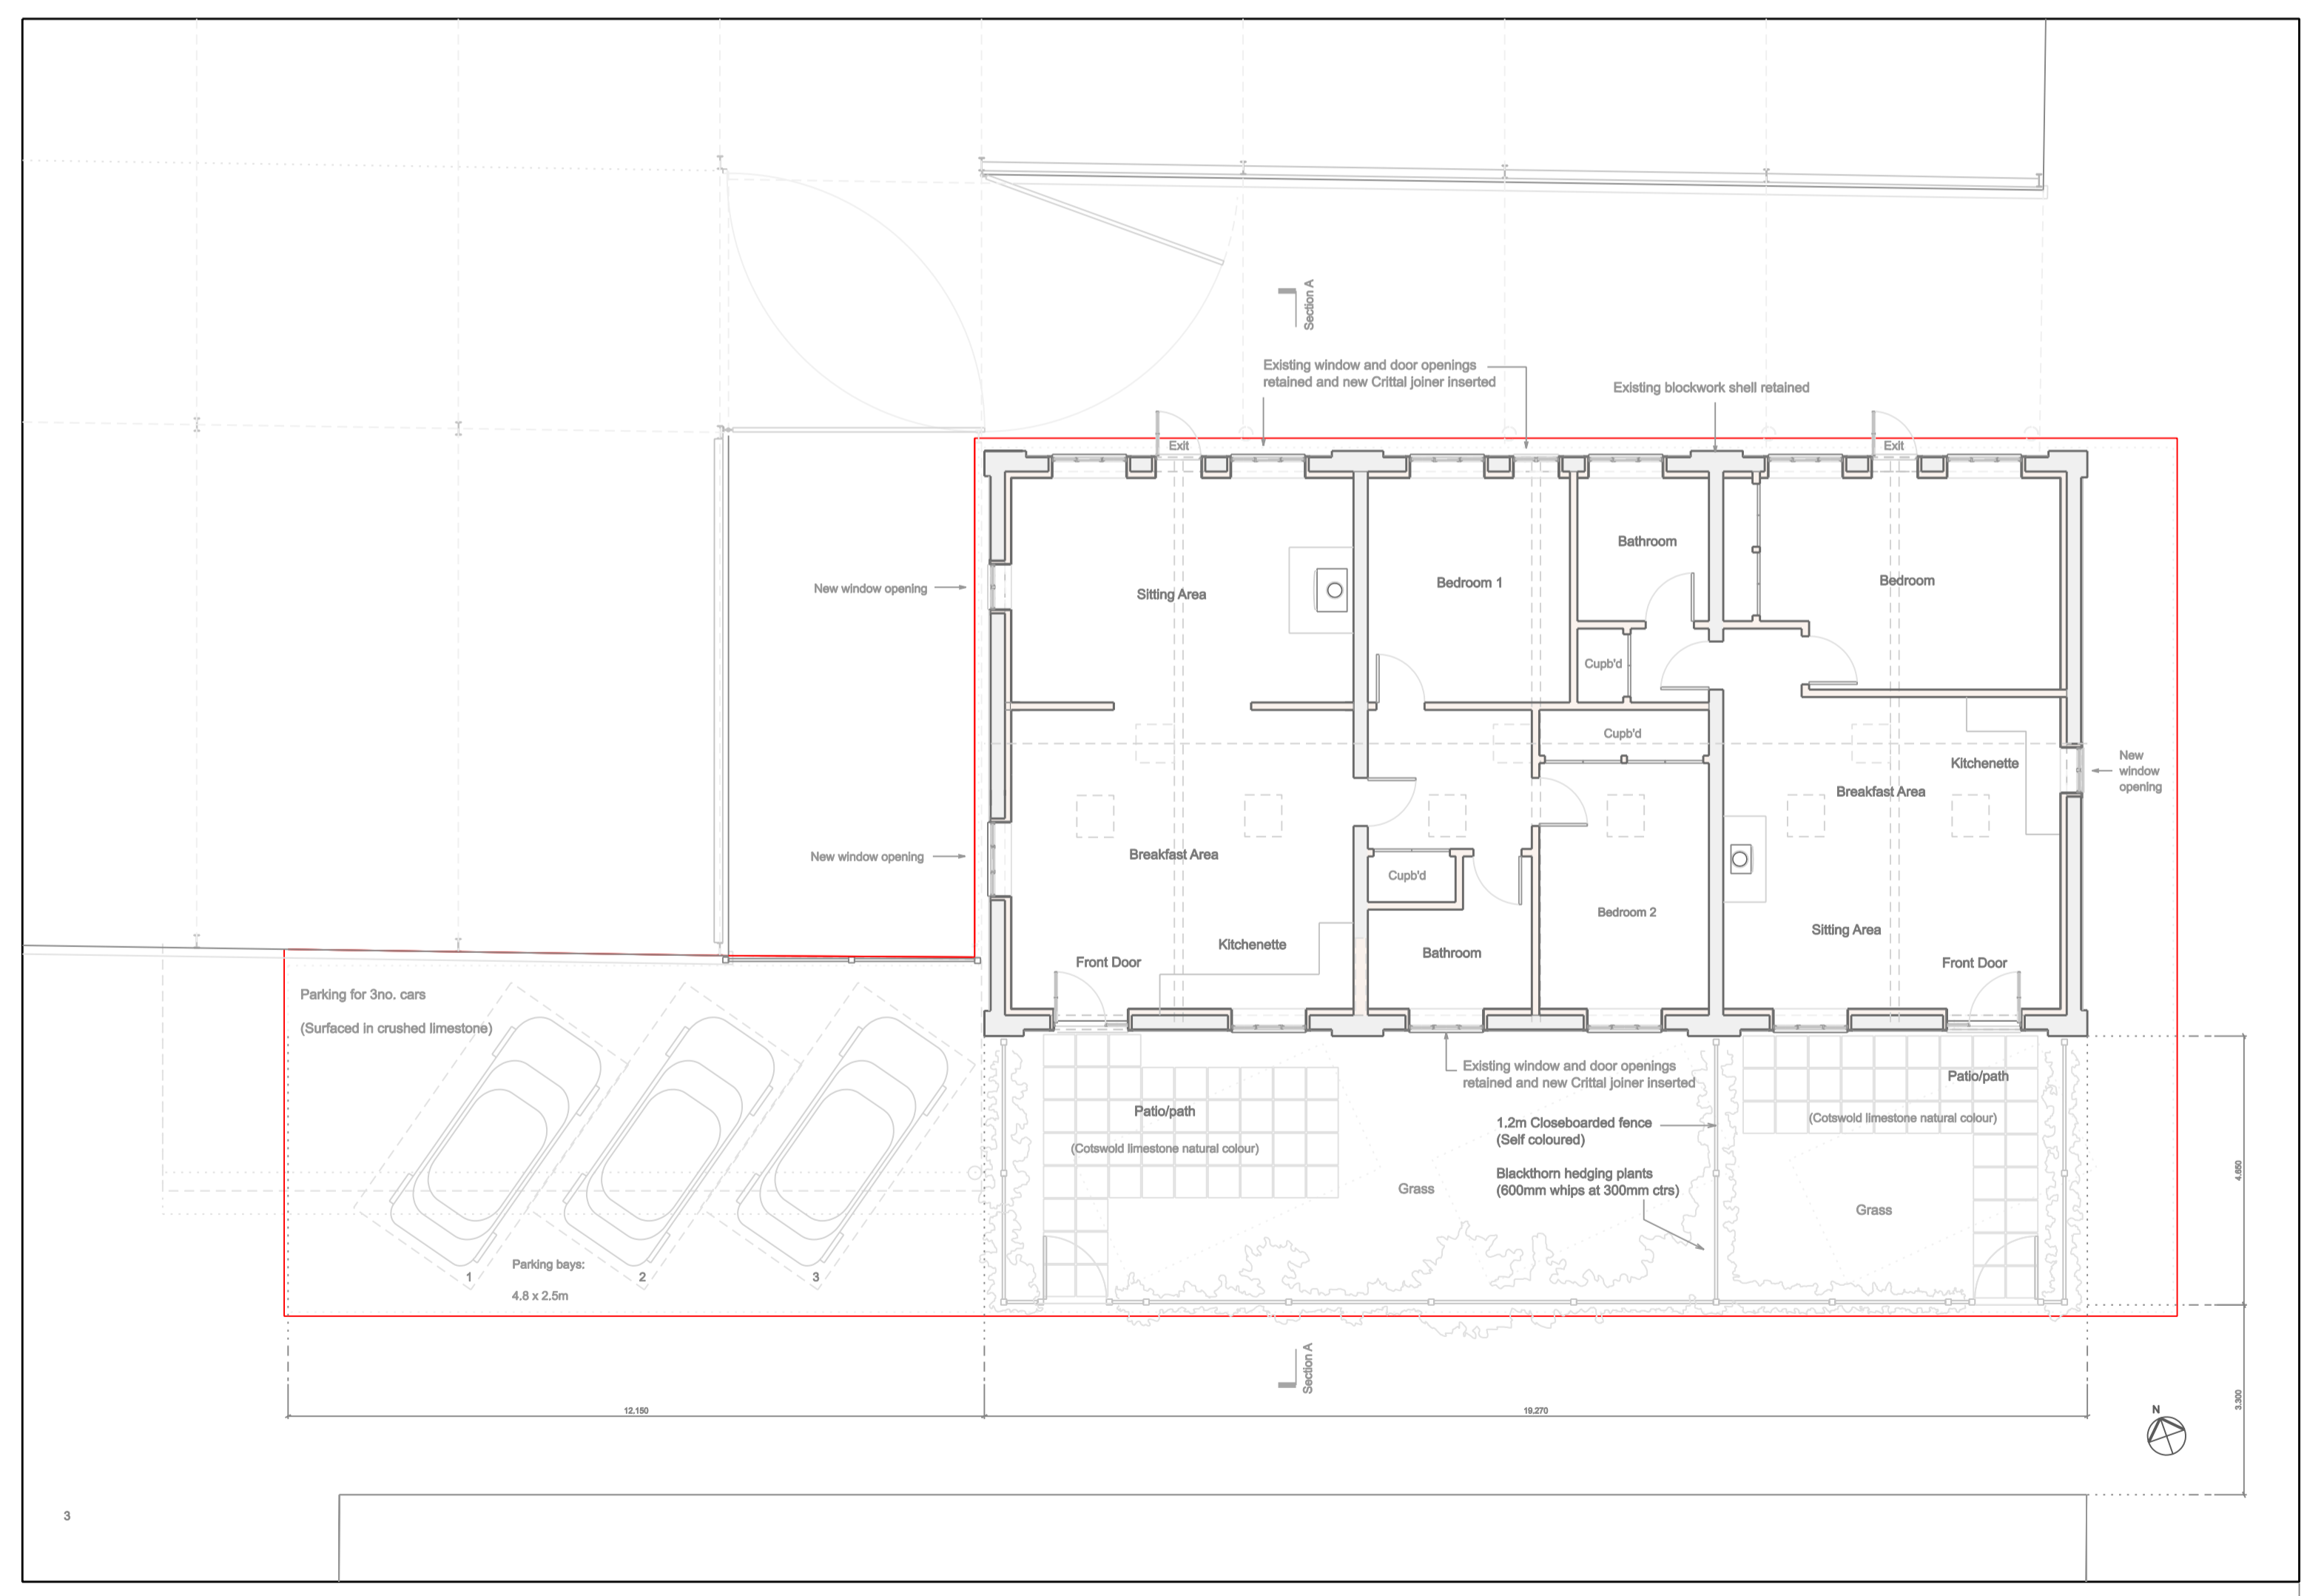 Section A
Existing window and door openings
retained and new Crittal joiner inserted
Existing blockwork shell retained
Exit
Exit
New window opening
Sitting Area
Bedroom 1
Bathroom
Bedroom
Cupb'd
Cupb'd
Kitchenette
New
window
opening
Breakfast Area
New window opening
Breakfast Area
Cupb'd
Bedroom 2
Sitting Area
Kitchenette
Bathroom
Front Door
Front Door
Parking for 3no. cars
(Surfaced in crushed limestone)
Existing window and door openings
retained and new Crittal joiner inserted
Patio/path
(Cotswold limestone natural colour)
Patio/path
(Cotswold limestone natural colour)
1.2m Closeboarded fence
(Self coloured)
Blackthorn hedging plants
(600mm whips at 300mm ctrs)
Grass
Grass
4.650
Parking bays:
4.8 x 2.5m
1
2
3
Section A
12.150
19.270
3.300
N
3